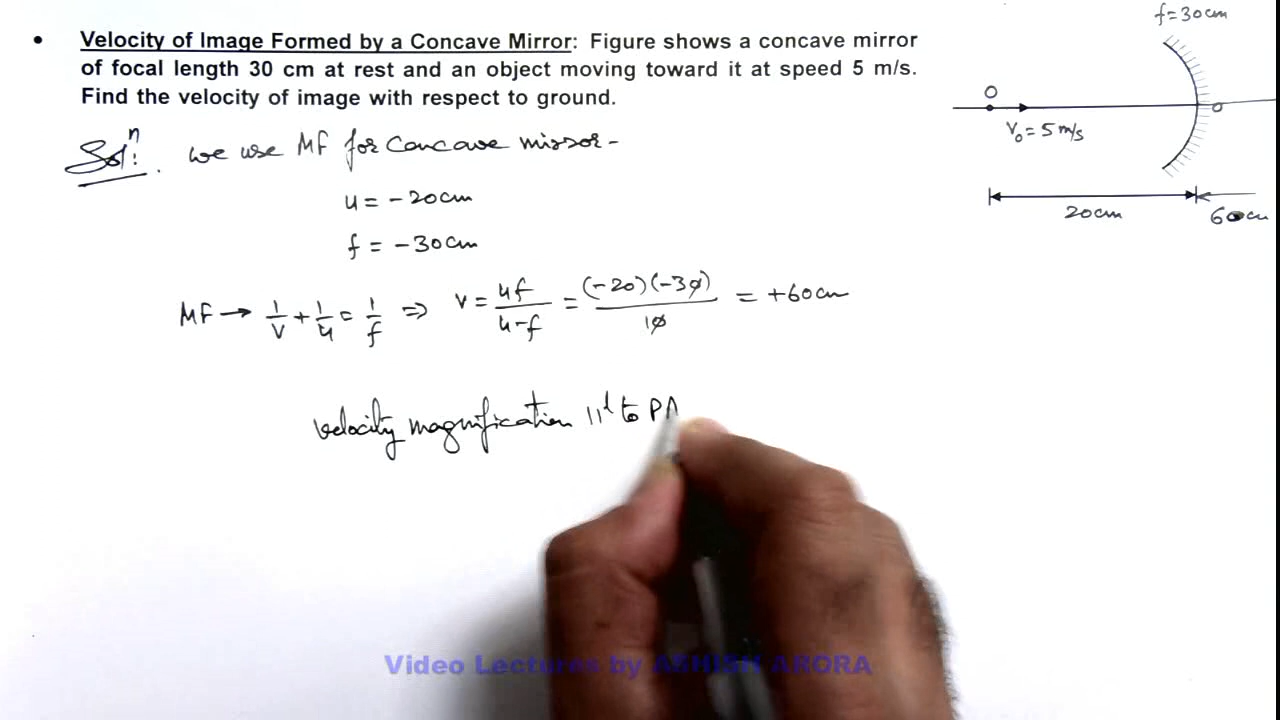 • Velocity of Image Formed by a Concave Mirror: Figure shows a concave mirror
of focal length 30 cm at rest and an object moving toward it at speed 5 m/s.
Find the velocity of image with respect to ground.
f=30cm
O
V₀ = 5m/s
20cm
60cm
Solⁿ: we use MF for Concave mirror –
u = – 20cm
f = – 30cm
MF → 1/v + 1/u = 1/f ⇒ v = uf/u-f = (-20)(-30)/10 = +60cm
velocity magnification 11ˡ to PA
Video Lectures by ASHISH ARORA